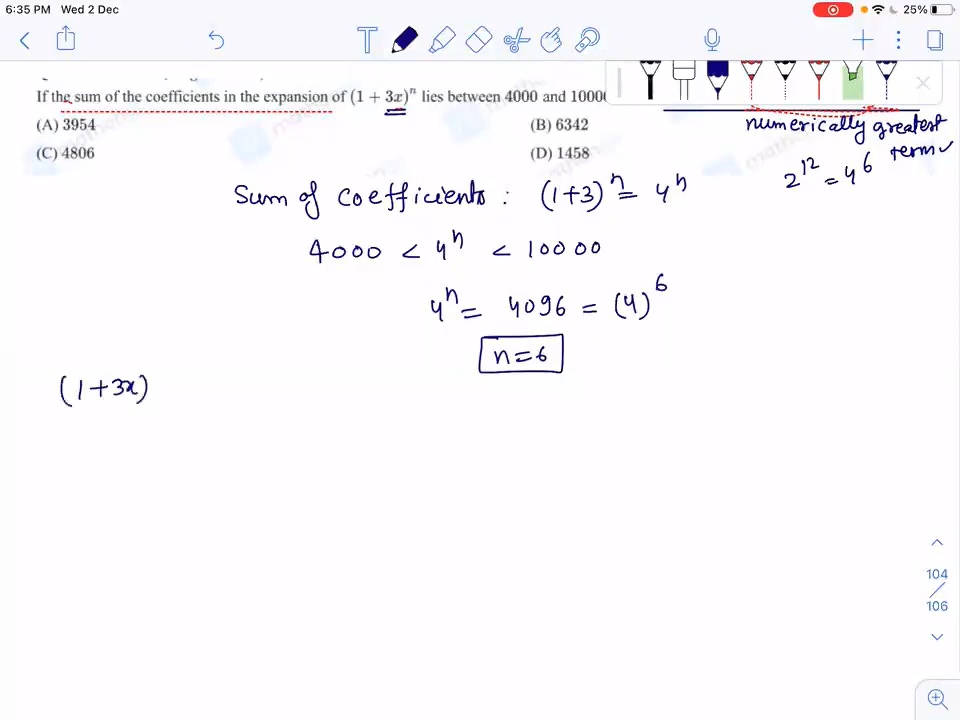 6:35 PM Wed 2 Dec
25%
If the sum of the coefficients in the expansion of (1 + 3x)^n lies between 4000 and 10000
(A) 3954
(B) 6342
(C) 4806
(D) 1458
numerically greatest
term
2^12 = 4^6
Sum of Coefficients : (1+3)^n = 4^n
4000 < 4^n < 10000
4^n = 4096 = (4)^6
n=6
(1+3x)
104
106